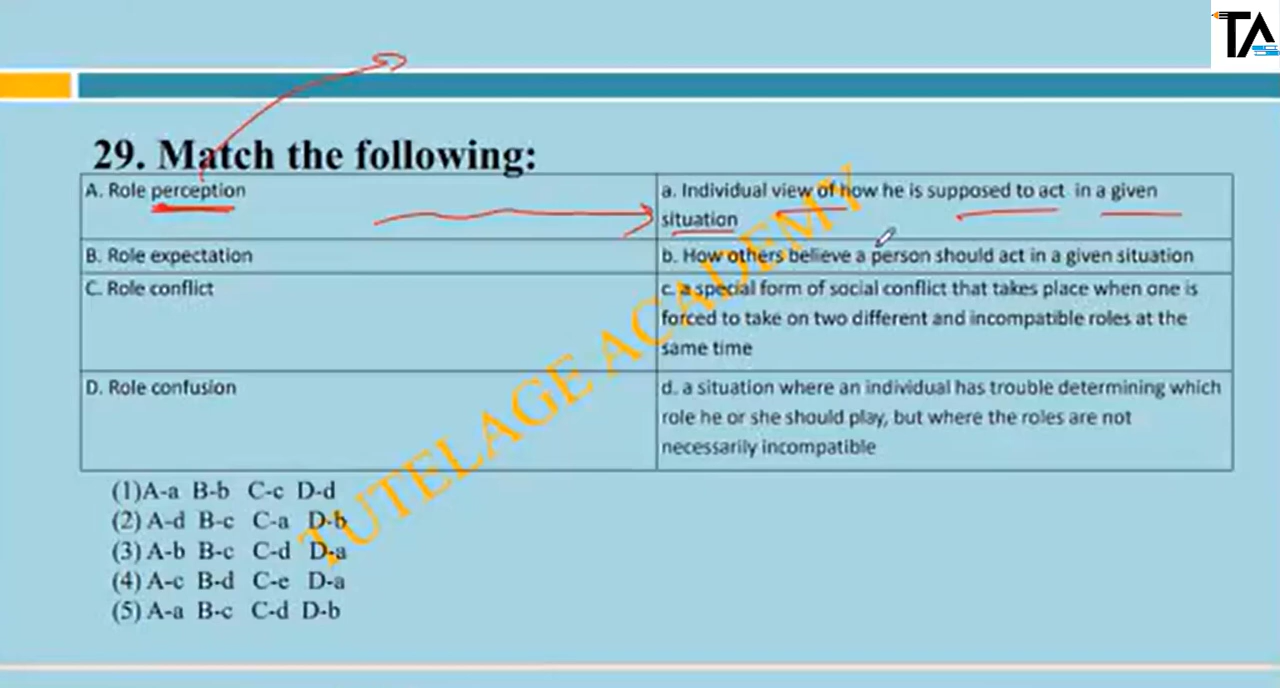 TA
29. Match the following:
A. Role perception
a. Individual view of how he is supposed to act in a given
situation
B. Role expectation
b. How others believe a person should act in a given situation
C. Role conflict
c. a special form of social conflict that takes place when one is
forced to take on two different and incompatible roles at the
same time
D. Role confusion
d. a situation where an individual has trouble determining which
role he or she should play, but where the roles are not
necessarily incompatible
(1)A-a B-b C-c D-d
(2) A-d B-c C-a D-b
(3) A-b B-c C-d D-a
(4) A-c B-d C-e D-a
(5) A-a B-c C-d D-b
TUTELAGE ACADEMY